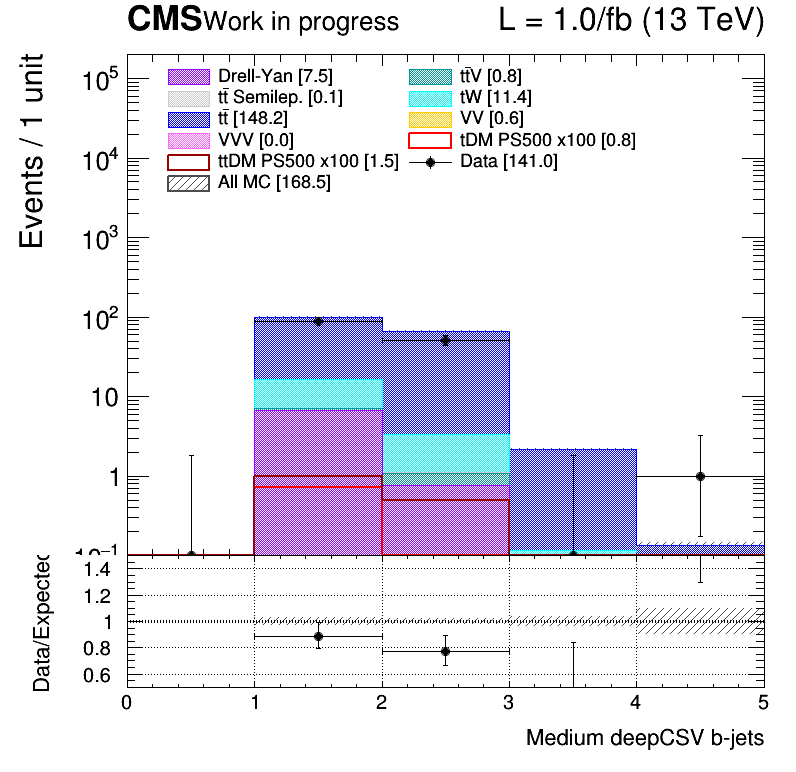 CMS Work in progress L = 1.0/fb (13 TeV)
Events / 1 unit
10⁵
10⁴
10³
10²
10
1
10⁻¹
Drell-Yan [7.5] tt̄V [0.8]
tt̄ Semilep. [0.1] tW [11.4]
tt̄ [148.2] VV [0.6]
VVV [0.0] tDM PS500 x100 [0.8]
ttDM PS500 x100 [1.5] Data [141.0]
All MC [168.5]
Data/Expected
1.4
1.2
1
0.8
0.6
0 1 2 3 4 5
Medium deepCSV b-jets